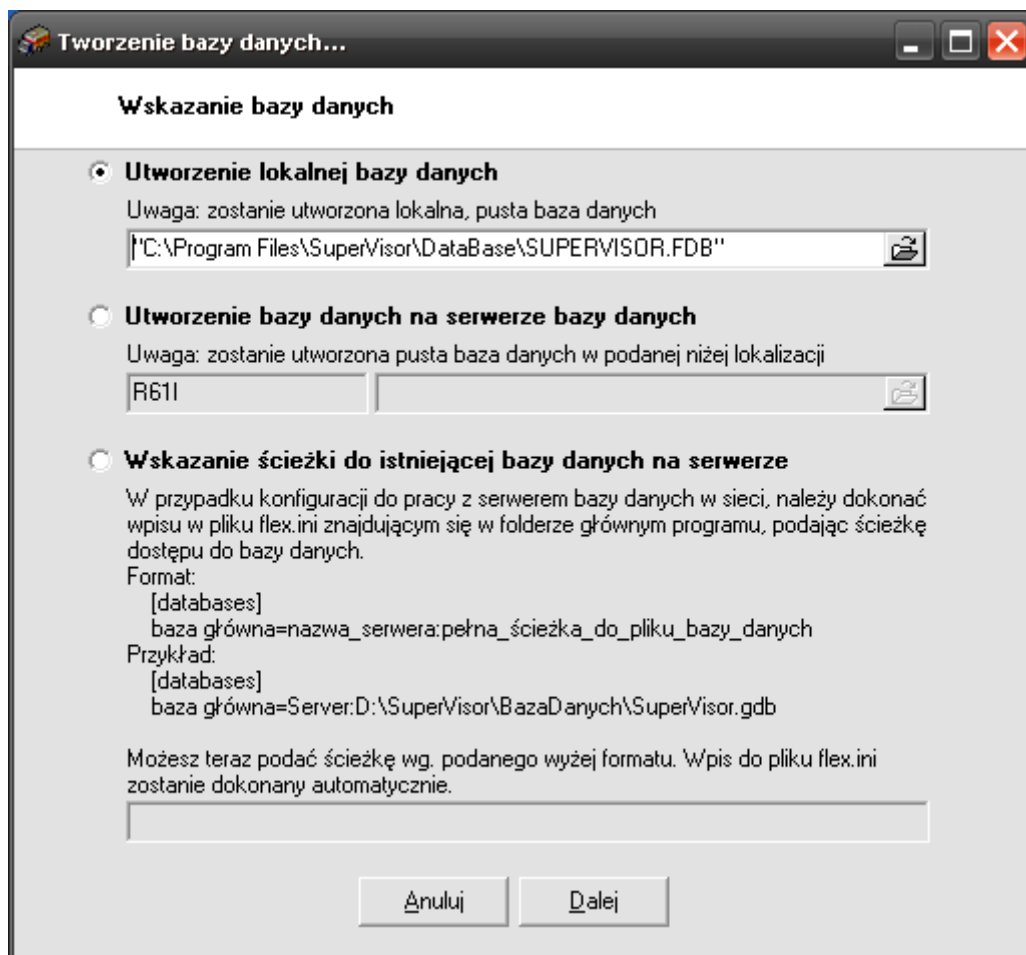 Tworzenie bazy danych...
Wskazanie bazy danych
Utworzenie lokalnej bazy danych
Uwaga: zostanie utworzona lokalna, pusta baza danych
"C:\Program Files\SuperVisor\DataBase\SUPERVISOR.FDB"
Utworzenie bazy danych na serwerze bazy danych
Uwaga: zostanie utworzona pusta baza danych w podanej niżej lokalizacji
R61I
Wskazanie ścieżki do istniejącej bazy danych na serwerze
W przypadku konfiguracji do pracy z serwerem bazy danych w sieci, należy dokonać
wpisu w pliku flex.ini znajdującym się w folderze głównym programu, podając ścieżkę
dostępu do bazy danych.
Format:
[databases]
baza główna=nazwa_serwera:pełna_ścieżka_do_pliku_bazy_danych
Przykład:
[databases]
baza główna=Server:D:\SuperVisor\BazaDanych\SuperVisor.gdb
Możesz teraz podać ścieżkę wg. podanego wyżej formatu. Wpis do pliku flex.ini
zostanie dokonany automatycznie.
Anuluj Dalej